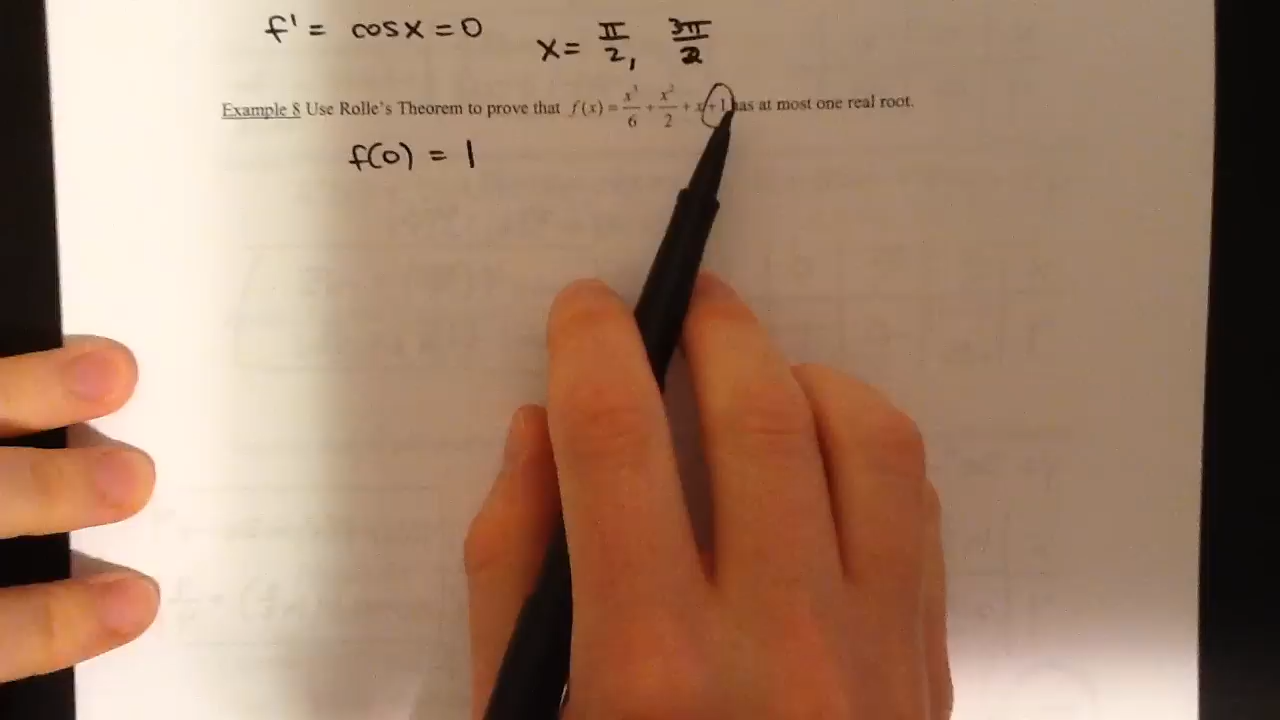 f' = cosx = 0 x = π/2, 3π/2
Example 8 Use Rolle's Theorem to prove that f(x) = x³/6 + x²/2 + x + 1 has at most one real root.
f(0) = 1